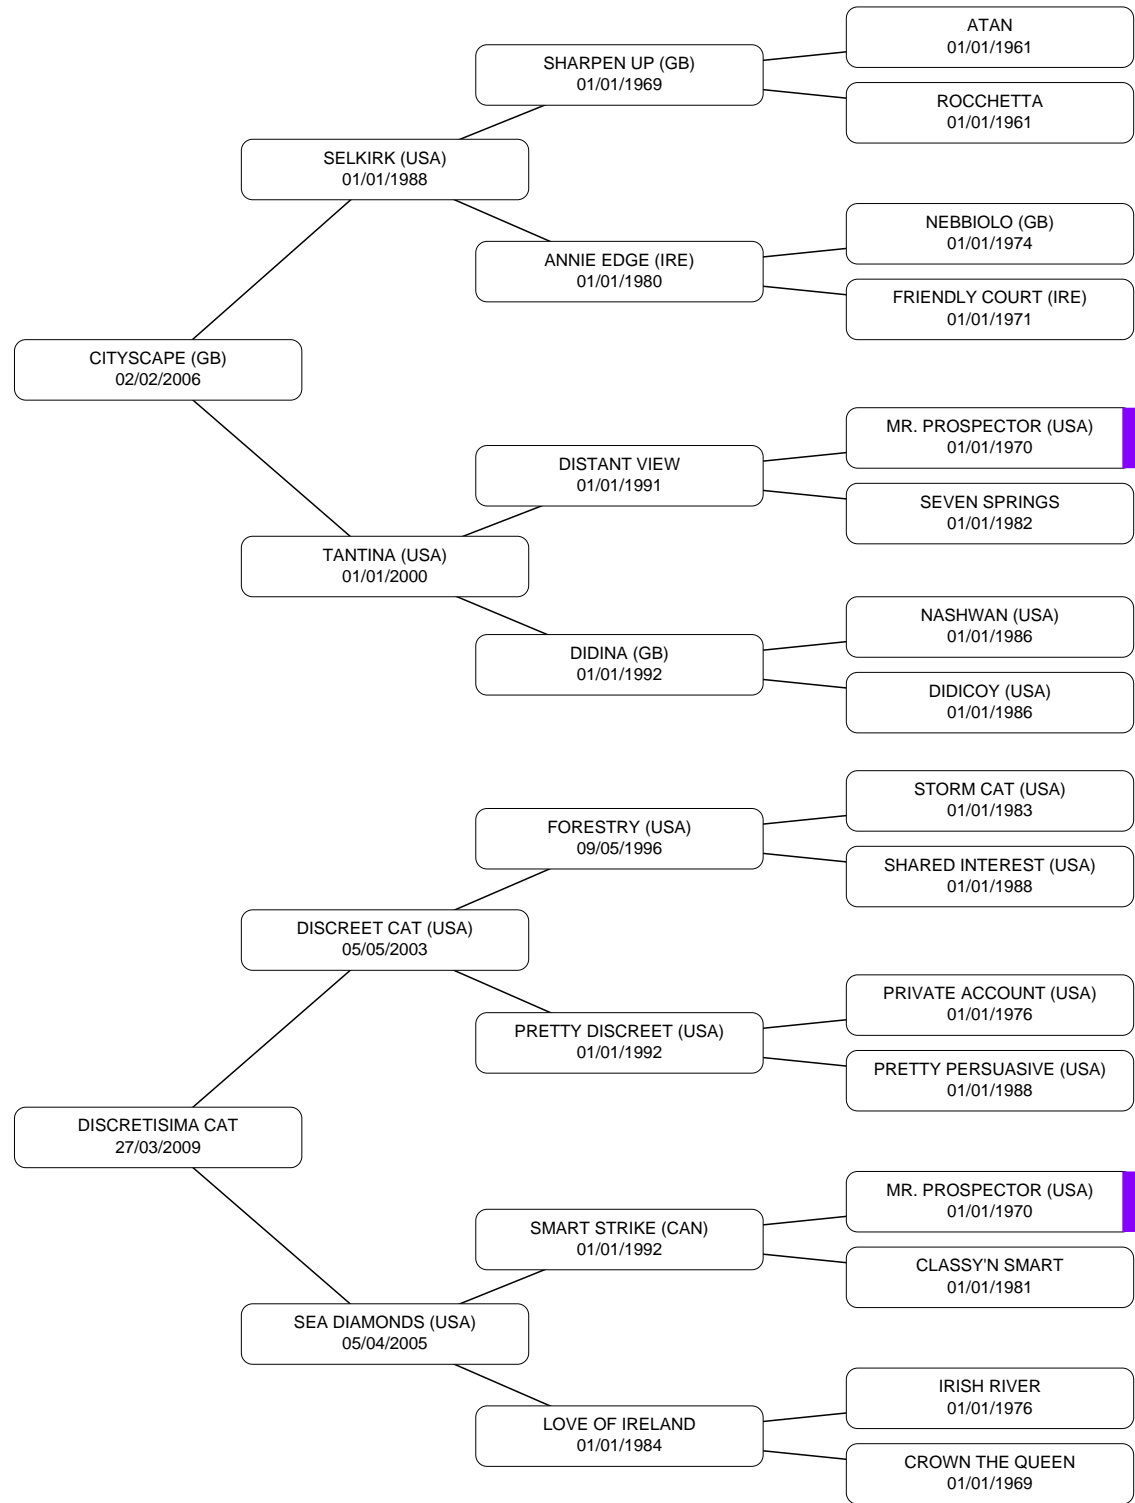 ATAN
01/01/1961
SHARPEN UP (GB)
01/01/1969
ROCCHETTA
01/01/1961
SELKIRK (USA)
01/01/1988
NEBBIOLO (GB)
01/01/1974
ANNIE EDGE (IRE)
01/01/1980
FRIENDLY COURT (IRE)
01/01/1971
CITYSCAPE (GB)
02/02/2006
MR. PROSPECTOR (USA)
01/01/1970
DISTANT VIEW
01/01/1991
SEVEN SPRINGS
01/01/1982
TANTINA (USA)
01/01/2000
NASHWAN (USA)
01/01/1986
DIDINA (GB)
01/01/1992
DIDICOY (USA)
01/01/1986
STORM CAT (USA)
01/01/1983
FORESTRY (USA)
09/05/1996
SHARED INTEREST (USA)
01/01/1988
DISCREET CAT (USA)
05/05/2003
PRIVATE ACCOUNT (USA)
01/01/1976
PRETTY DISCREET (USA)
01/01/1992
PRETTY PERSUASIVE (USA)
01/01/1988
DISCRETISIMA CAT
27/03/2009
MR. PROSPECTOR (USA)
01/01/1970
SMART STRIKE (CAN)
01/01/1992
CLASSY'N SMART
01/01/1981
SEA DIAMONDS (USA)
05/04/2005
IRISH RIVER
01/01/1976
LOVE OF IRELAND
01/01/1984
CROWN THE QUEEN
01/01/1969